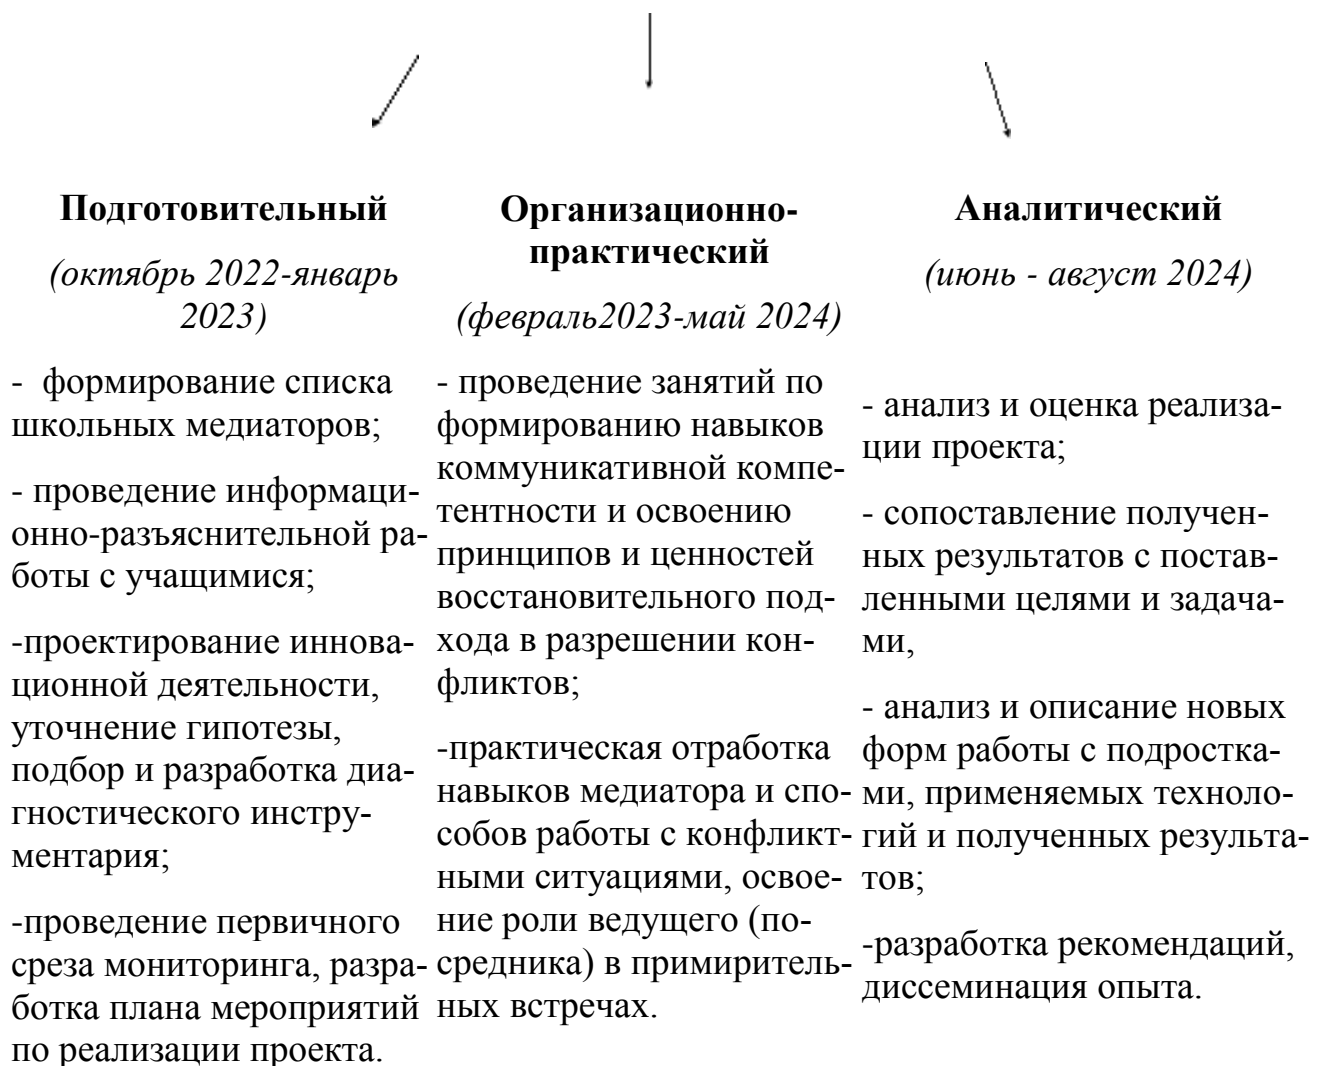 Подготовительный
(октябрь 2022-январь
2023)
- формирование списка
школьных медиаторов;
- проведение информаци-
онно-разъяснительной ра-
боты с учащимися;
-проектирование иннова-
ционной деятельности,
уточнение гипотезы,
подбор и разработка диа-
гностического инстру-
ментария;
-проведение первичного
среза мониторинга, разра-
ботка плана мероприятий
по реализации проекта.
Организационно-
практический
(февраль2023-май 2024)
- проведение занятий по
формированию навыков
коммуникативной компе-
тентности и освоению
принципов и ценностей
восстановительного под-
хода в разрешении кон-
фликтов;
-практическая отработка
навыков медиатора и спо-
собов работы с конфликт-
ными ситуациями, освое-
ние роли ведущего (по-
средника) в примиритель-
ных встречах.
Аналитический
(июнь - август 2024)
- анализ и оценка реализа-
ции проекта;
- сопоставление получен-
ных результатов с постав-
ленными целями и задача-
ми,
- анализ и описание новых
форм работы с подростка-
ми, применяемых техноло-
гий и полученных результа-
тов;
-разработка рекомендаций,
диссеминация опыта.